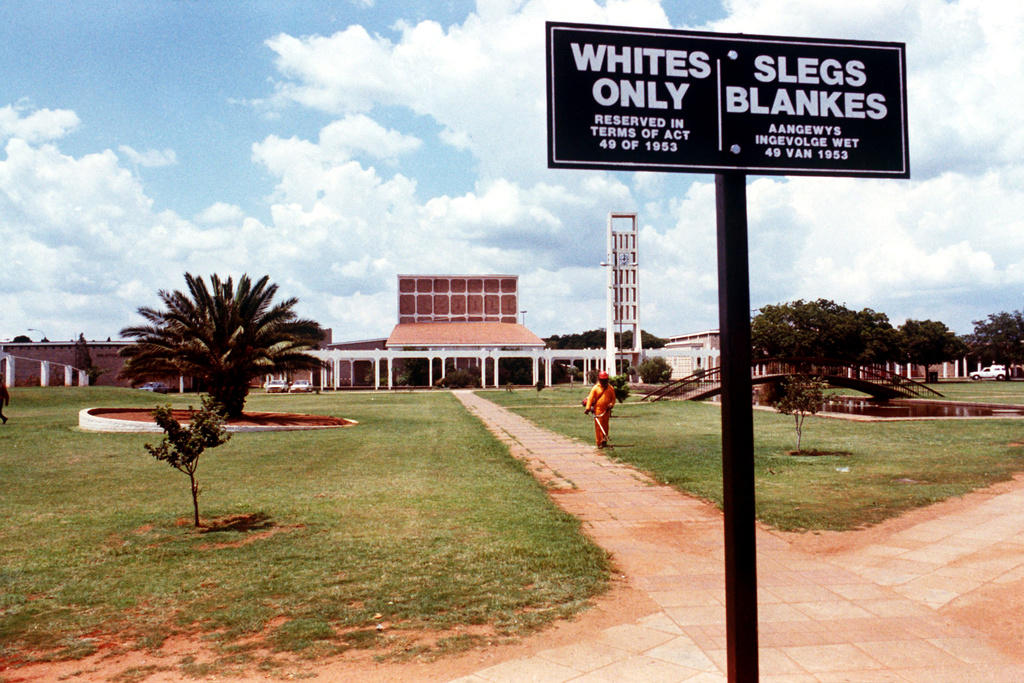 WHITES
ONLY
RESERVED IN
TERMS OF ACT
49 OF 1953
SLEGS
BLANKES
AANGEWYS
INGEVOLGE WET
49 VAN 1953